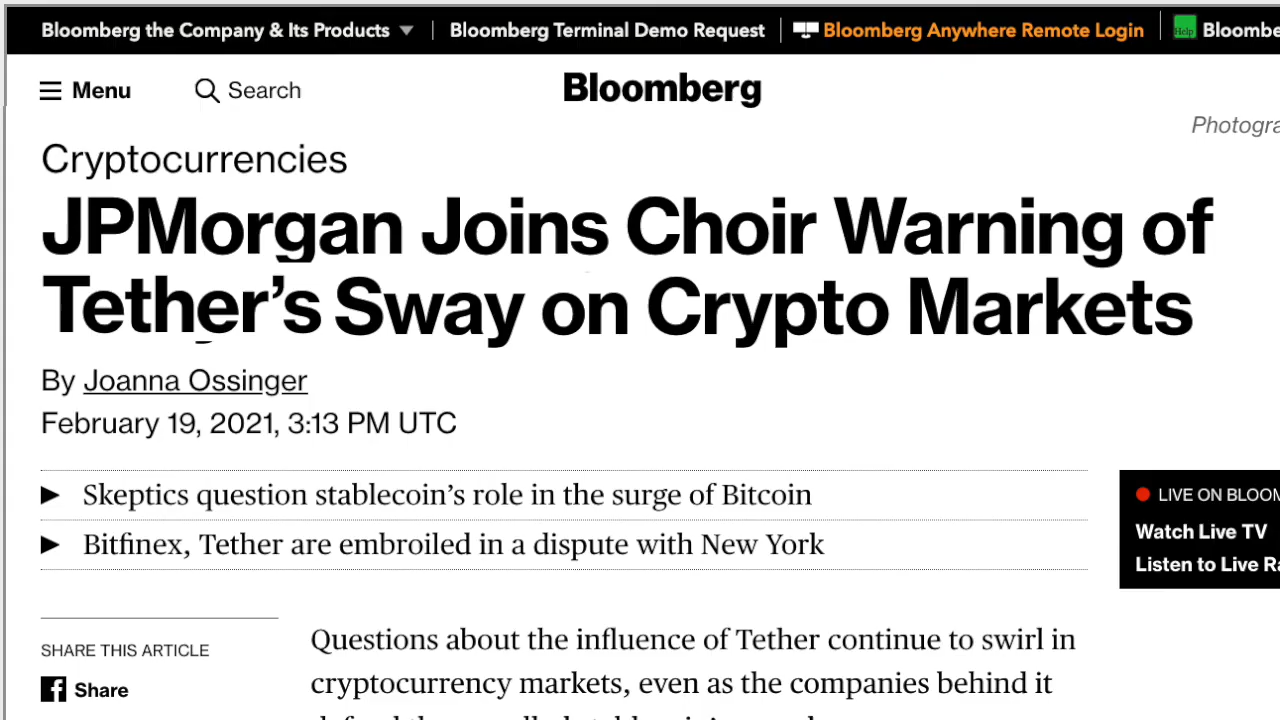 Bloomberg the Company & Its Products
Bloomberg Terminal Demo Request
Bloomberg Anywhere Remote Login
Help
Menu
Search
Bloomberg
Cryptocurrencies
JPMorgan Joins Choir Warning of
Tether’s Sway on Crypto Markets
By Joanna Ossinger
February 19, 2021, 3:13 PM UTC
Skeptics question stablecoin’s role in the surge of Bitcoin
Bitfinex, Tether are embroiled in a dispute with New York
LIVE ON
Watch Live TV
Listen to Live
SHARE THIS ARTICLE
Share
Questions about the influence of Tether continue to swirl in
cryptocurrency markets, even as the companies behind it